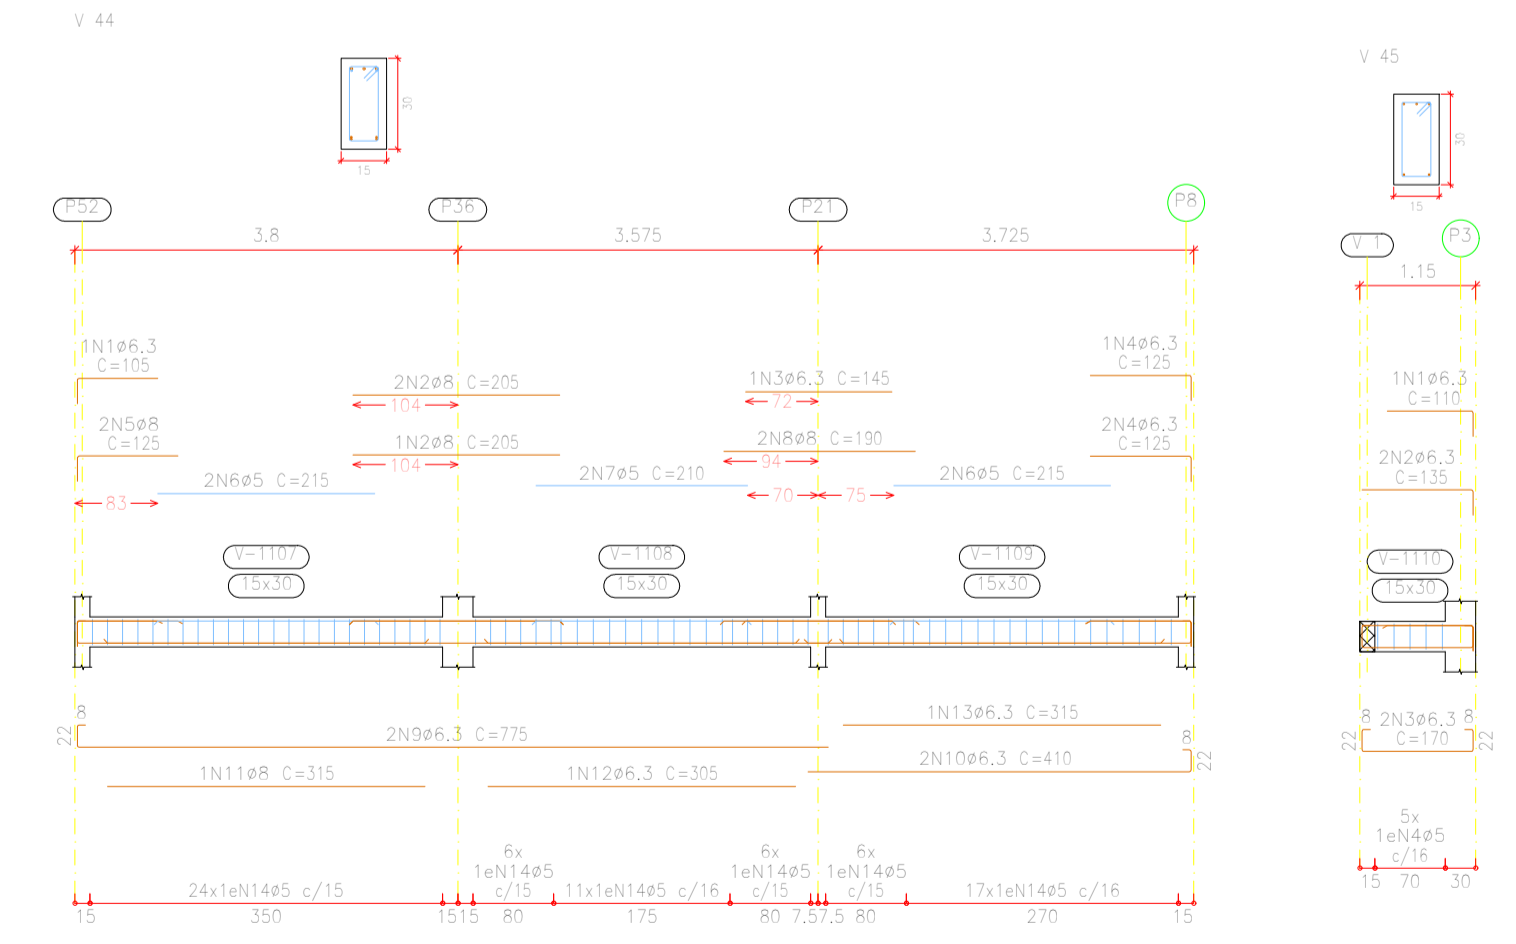 V 44
V 45
30
15
30
15
P52
P36
P21
P8
V 1
P3
3.8
3.575
3.725
1.15
1N1ø6.3
C=105
2N2ø8 C=205
104
1N3ø6.3 C=145
72
1N4ø6.3
C=125
1N1ø6.3
C=110
2N5ø8
C=125
1N2ø8 C=205
104
2N8ø8 C=190
94
2N4ø6.3
C=125
2N2ø6.3
C=135
2N6ø5 C=215
83
2N7ø5 C=210
70
75
2N6ø5 C=215
V-1107
15x30
V-1108
15x30
V-1109
15x30
V-1110
15x30
8
22
2N9ø6.3 C=775
1N13ø6.3 C=315
8
22
2N10ø6.3 C=410
8
22
2N3ø6.3
C=170
8
22
1N11ø8 C=315
1N12ø6.3 C=305
24x1eN14ø5 c/15
6x
1eN14ø5
c/15
11x1eN14ø5 c/16
6x
1eN14ø5
c/15
6x
1eN14ø5
c/15
17x1eN14ø5 c/16
5x
1eN4ø5
c/16
15 350 15 15 80 175 80 7.5 7.5 80 270 15
15 70 30